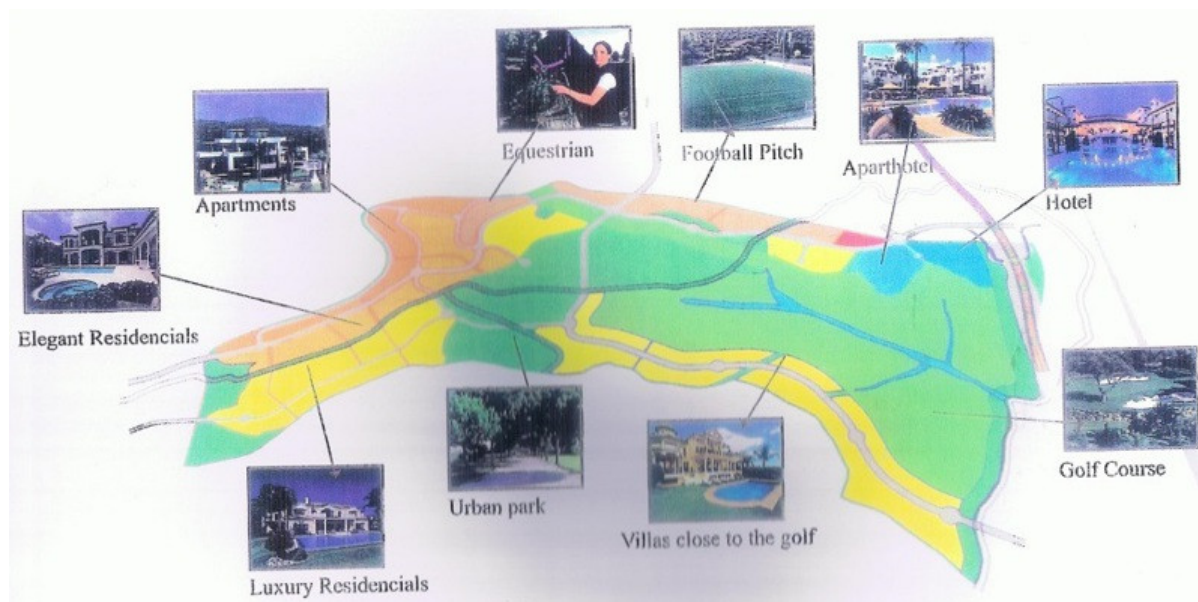 Equestrian
Football Pitch
Aparthotel
Hotel
Apartments
Elegant Residencials
Golf Course
Urban park
Villas close to the golf
Luxury Residencials